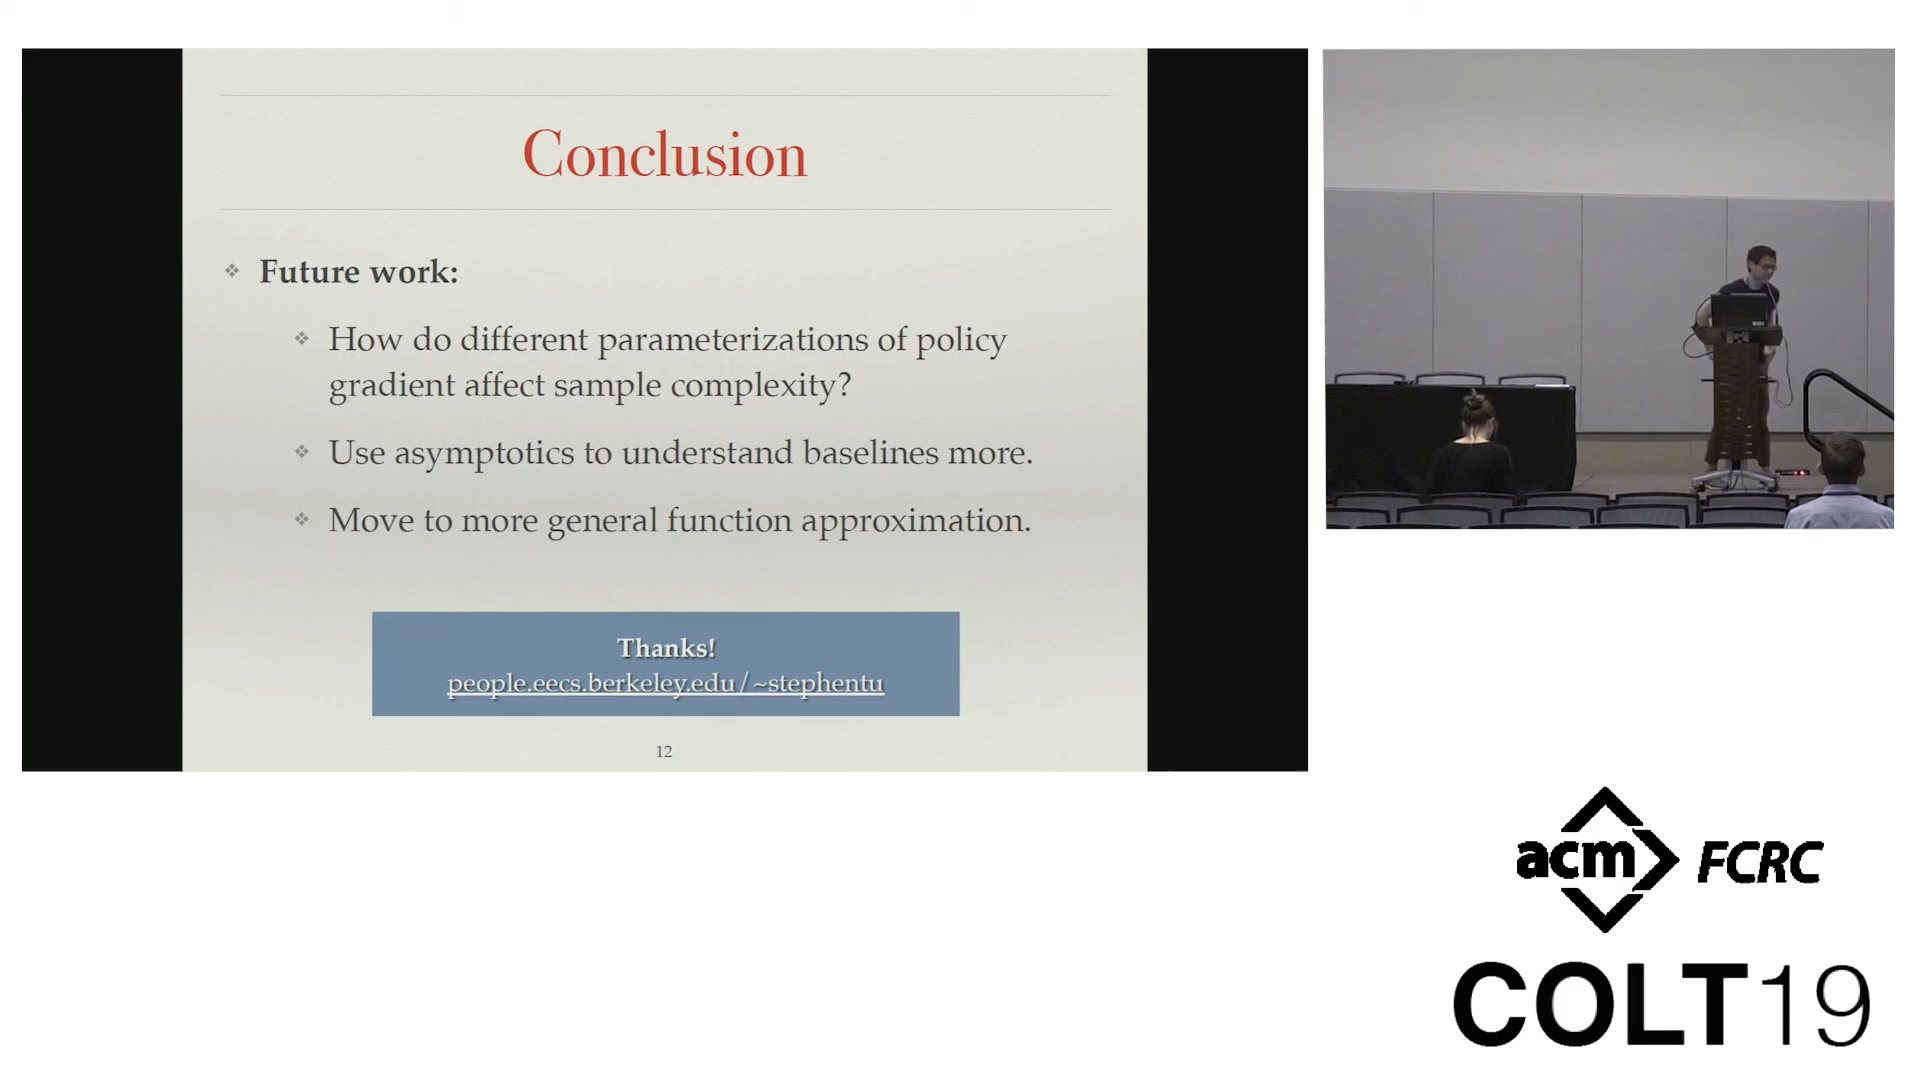 Conclusion
Future work:
How do different parameterizations of policy
gradient affect sample complexity?
Use asymptotics to understand baselines more.
Move to more general function approximation.
Thanks!
people.eecs.berkeley.edu/~stephentu
12
acm FCRC
COLT19